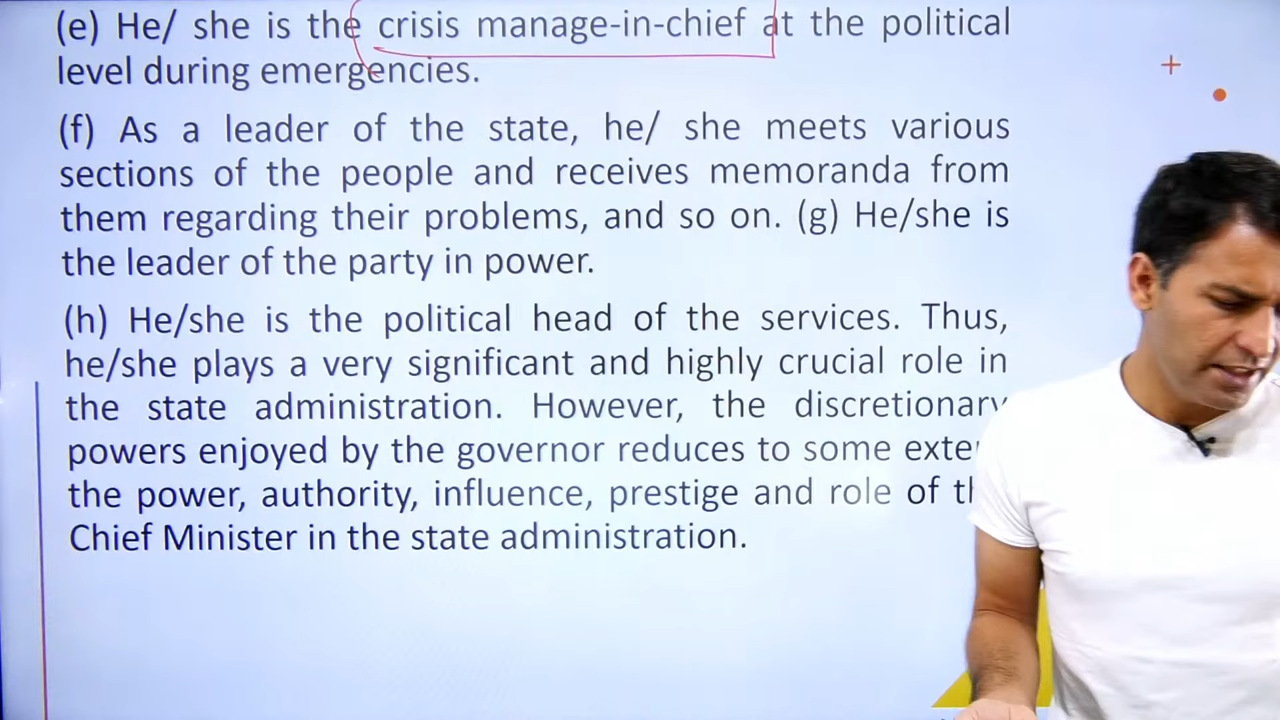 (e) He/ she is the crisis manage-in-chief at the political
level during emergencies.
(f) As a leader of the state, he/ she meets various
sections of the people and receives memoranda from
them regarding their problems, and so on. (g) He/she is
the leader of the party in power.
(h) He/she is the political head of the services. Thus,
he/she plays a very significant and highly crucial role in
the state administration. However, the discretionary
powers enjoyed by the governor reduces to some
the power, authority, influence, prestige and role of
Chief Minister in the state administration.